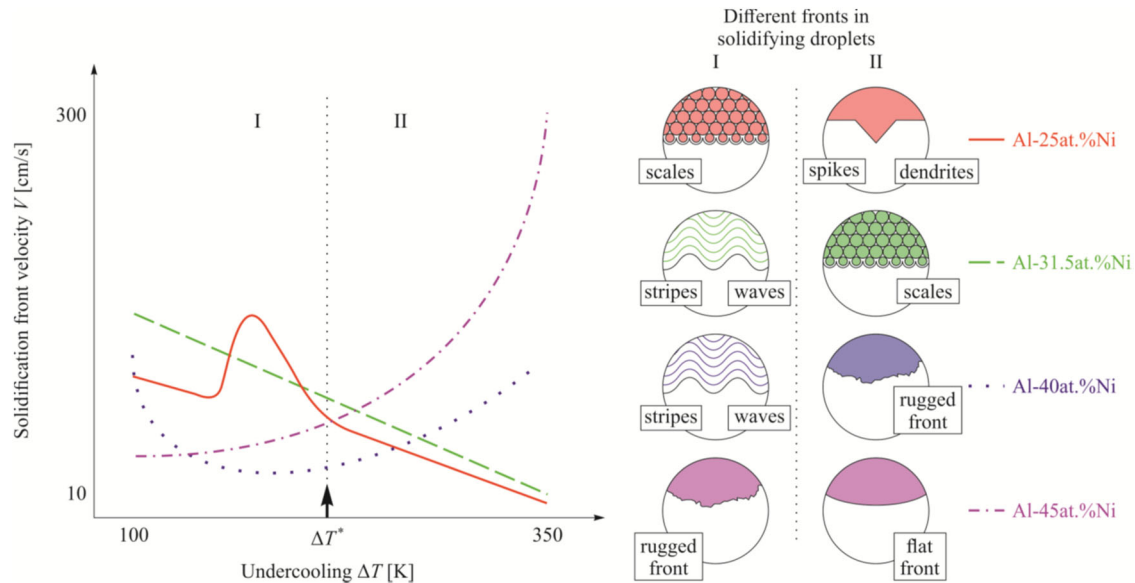 Different fronts in
solidifying droplets
I
II
300
I
II
Solidification front velocity V [cm/s]
10
100
ΔT*
350
Undercooling ΔT [K]
scales
spikes
dendrites
Al-25at.%Ni
stripes
waves
scales
Al-31.5at.%Ni
stripes
waves
rugged
front
Al-40at.%Ni
rugged
front
flat
front
Al-45at.%Ni